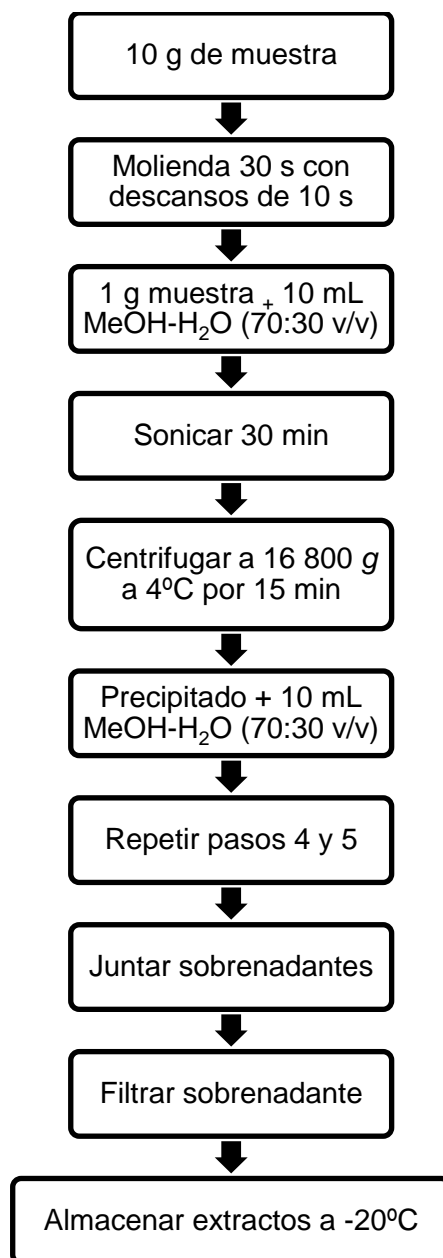 10 g de muestra
Molienda 30 s con
descansos de 10 s
1 g muestra + 10 mL
MeOH-H₂O (70:30 v/v)
Sonicar 30 min
Centrifugar a 16 800 g
a 4ºC por 15 min
Precipitado + 10 mL
MeOH-H₂O (70:30 v/v)
Repetir pasos 4 y 5
Juntar sobrenadantes
Filtrar sobrenadante
Almacenar extractos a -20ºC